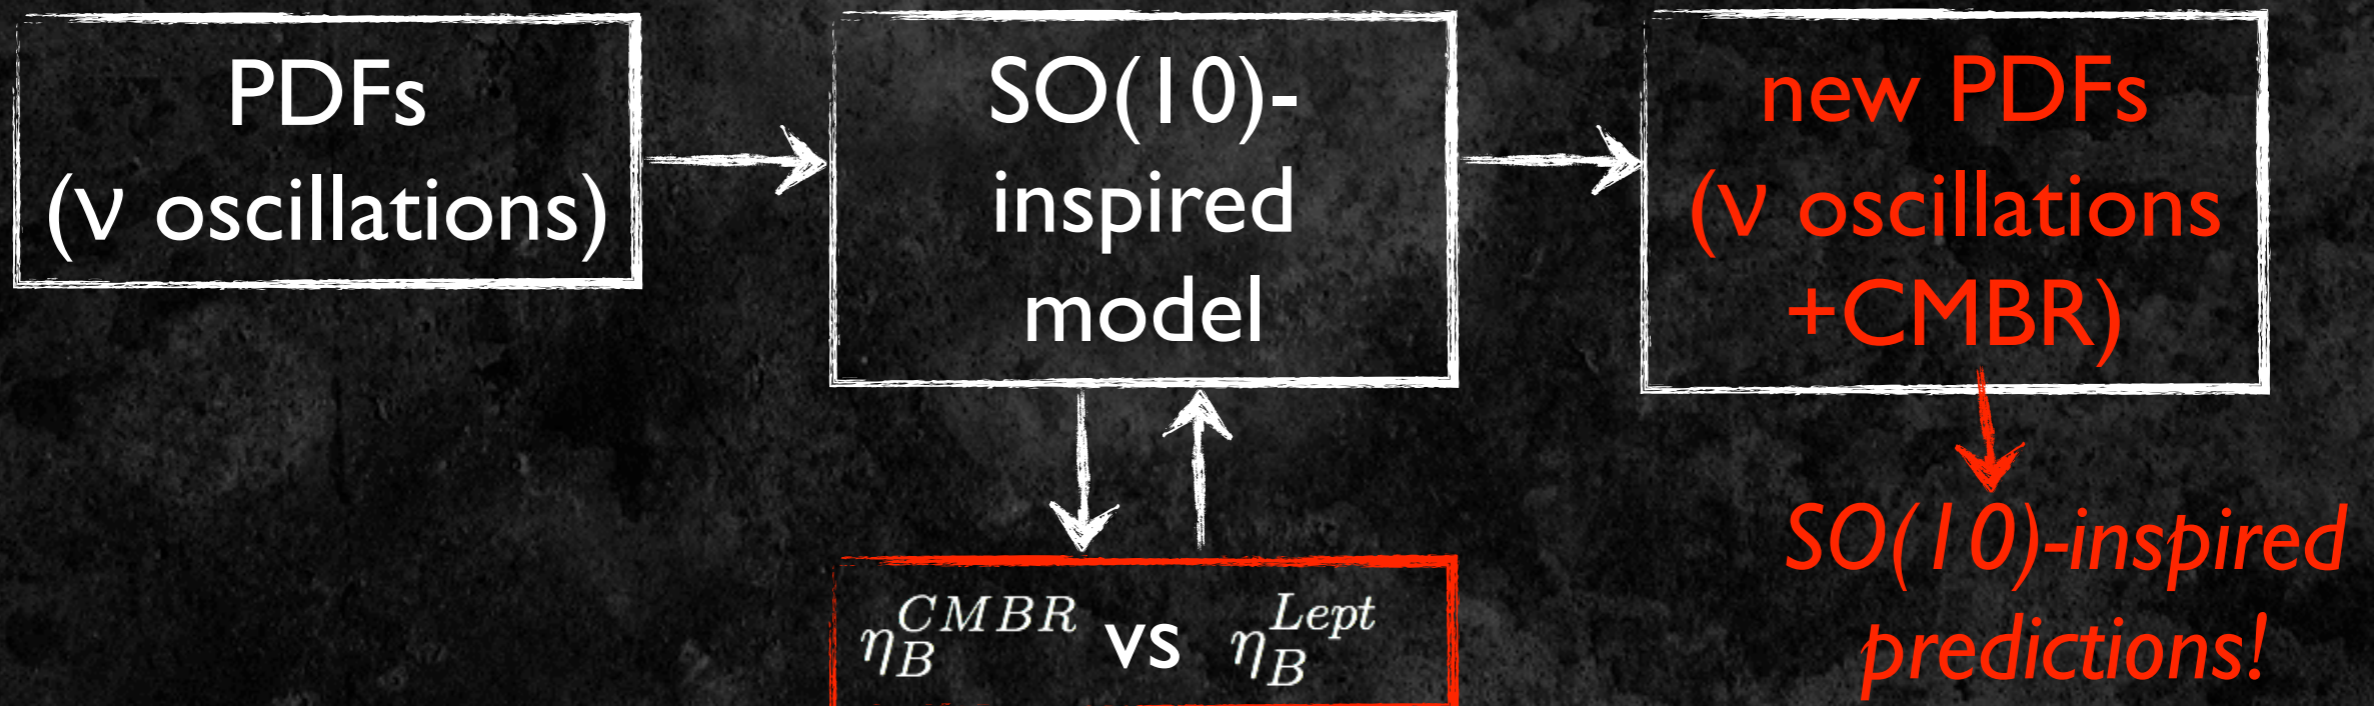 PDFs
(ν oscillations)
SO(10)-
inspired
model
new PDFs
(ν oscillations
+CMBR)
η_B^{CMBR} vs η_B^{Lept}
SO(10)-inspired
predictions!